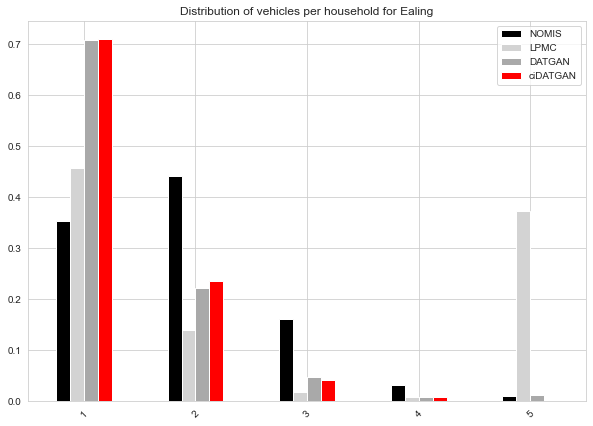 Distribution of vehicles per household for Ealing
NOMIS
LPMC
DATGAN
ciDATGAN
0.7
0.6
0.5
0.4
0.3
0.2
0.1
0.0
1
2
3
4
5